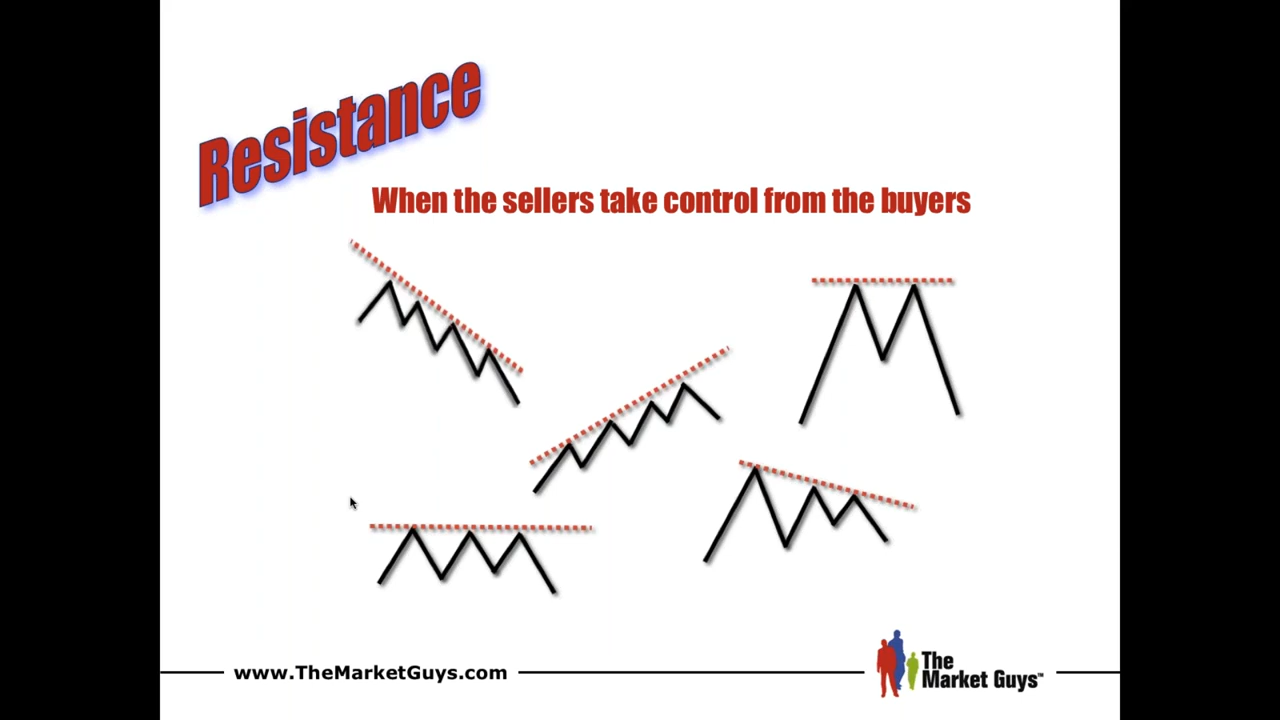 Resistance
When the sellers take control from the buyers
www.TheMarketGuys.com
The
Market Guys™